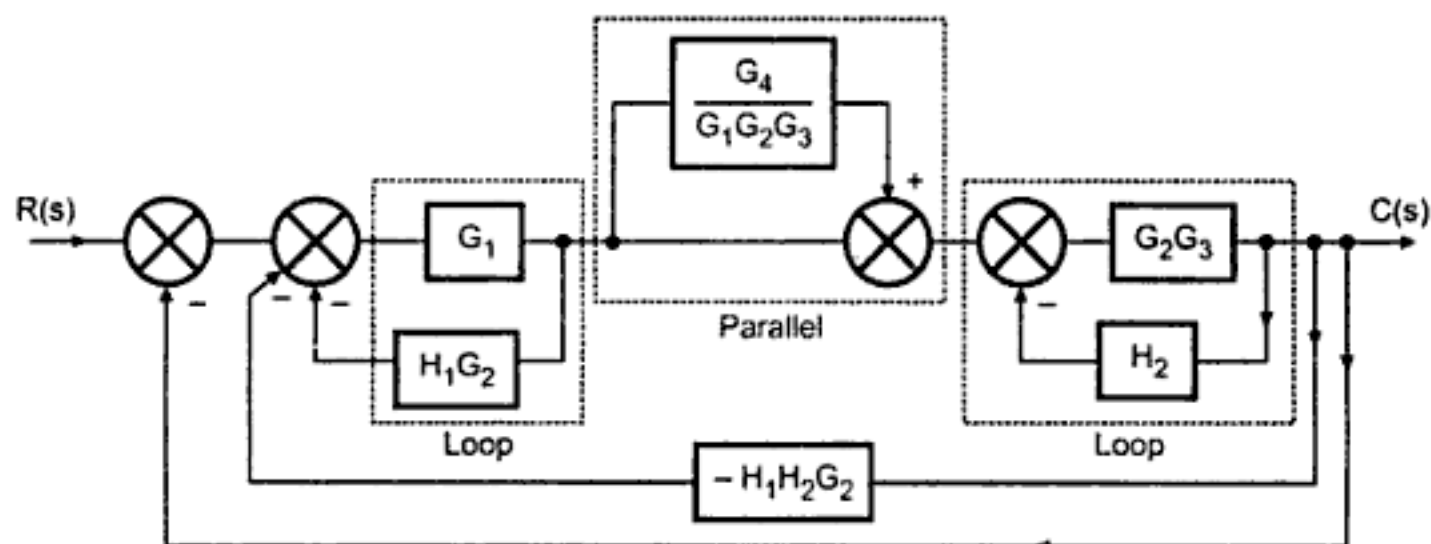 G₄
G₁G₂G₃
+
R(s)
G₁
G₂G₃
C(s)
–
–
–
–
H₁G₂
Parallel
H₂
Loop
Loop
– H₁H₂G₂